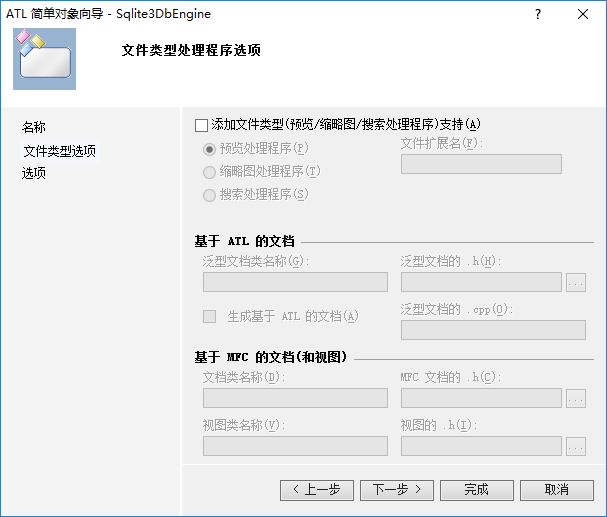 ATL 简单对象向导 - Sqlite3DbEngine
?
文件类型处理程序选项
名称
文件类型选项
选项
添加文件类型(预览/缩略图/搜索处理程序)支持(A)
预览处理程序(P)
文件扩展名(F):
缩略图处理程序(T)
搜索处理程序(S)
基于 ATL 的文档
泛型文档类名称(G):
泛型文档的 .h(H):
...
生成基于 ATL 的文档(A)
泛型文档的 .cpp(O):
基于 MFC 的文档(和视图)
文档类名称(D):
MFC 文档的 .h(C):
...
视图类名称(V):
视图的 .h(I):
...
< 上一步
下一步 >
完成
取消